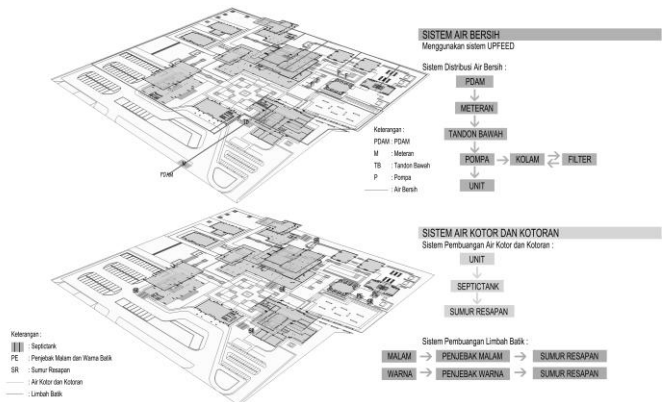 SISTEM AIR BERSIH
Menggunakan sistem UPFEED
Sistem Distribusi Air Bersih :
PDAM
METERAN
TANDON BAWAH
POMPA
KOLAM
FILTER
UNIT
Keterangan :
PDAM : PDAM
M : Meteran
TB : Tandon Bawah
P : Pompa
: Air Bersih
PDAM
SISTEM AIR KOTOR DAN KOTORAN
Sistem Pembuangan Air Kotor dan Kotoran :
UNIT
SEPTICTANK
SUMUR RESAPAN
Keterangan :
: Septictank
PE : Penjebak Malam dan Warna Batik
SR : Sumur Resapan
: Air Kotor dan Kotoran
: Limbah Batik
Sistem Pembuangan Limbah Batik :
MALAM PENJEBAK MALAM SUMUR RESAPAN
WARNA PENJEBAK WARNA SUMUR RESAPAN